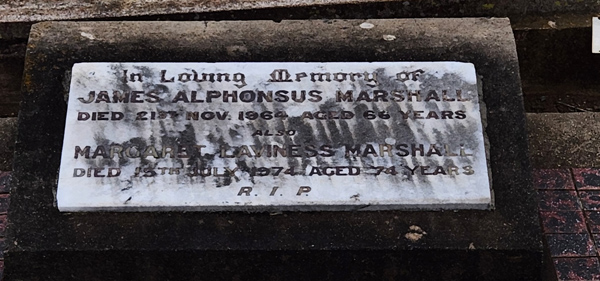 In Loving Memory of
JAMES ALPHONSUS MARSHALL
DIED 21ST NOV. 1964 AGED 66 YEARS
ALSO
MARGARET LAVINESS MARSHALL
DIED 15TH JULY 1974 AGED 74 YEARS
R. I. P.